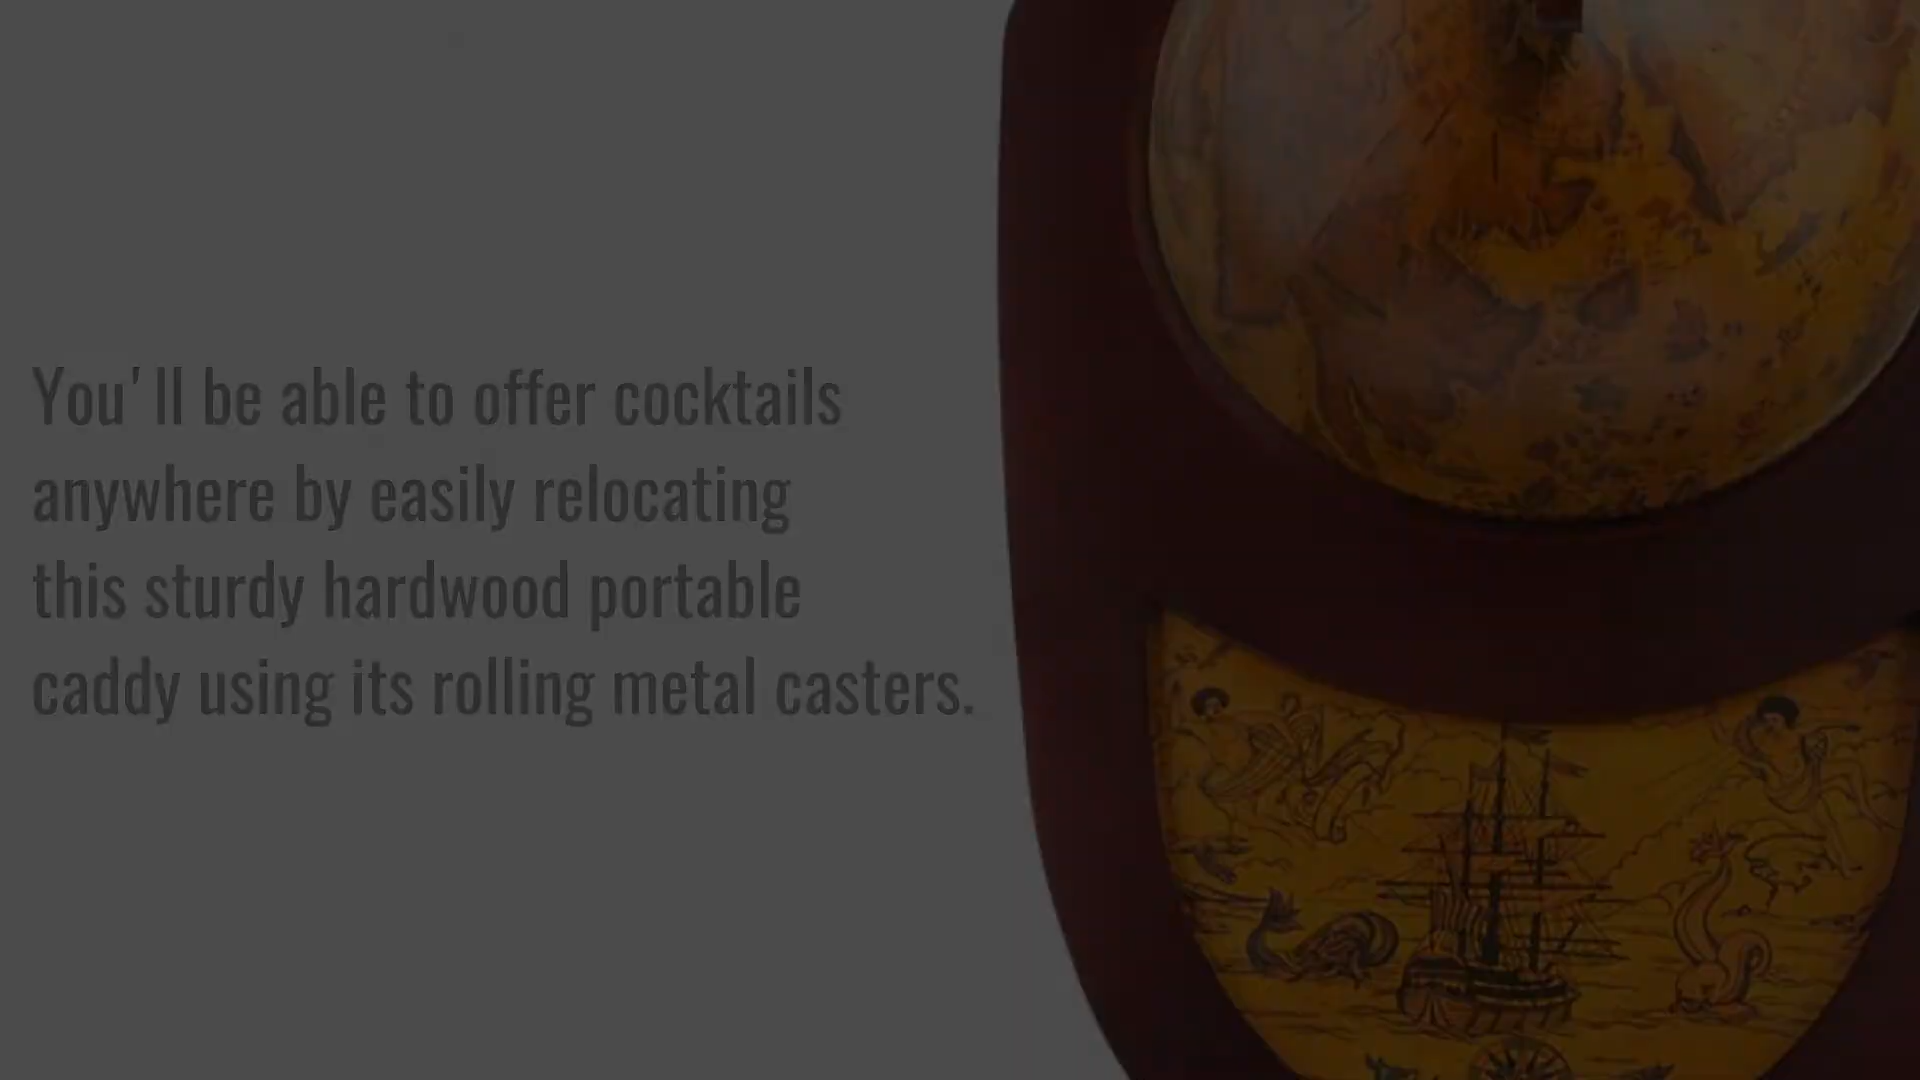 You'll be able to offer cocktails
anywhere by easily relocating
this sturdy hardwood portable
caddy using its rolling metal casters.